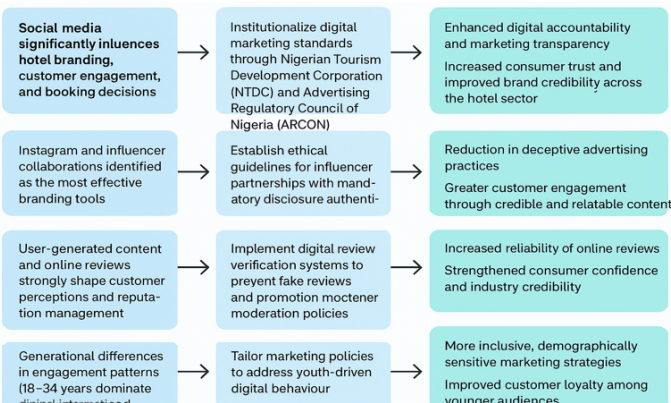 Social media
significantly inluences
hotel branding,
customer engagement,
and booking decisions
Institutionalize digital
marketing standards
through Nigerian Tourism
Development Corporation
(NTDC) and Advertising
Regulatory Council of
Nigeria (ARCON)
Enhanced digital accountability
and marketing transparency
Increased consumer trust and
improved brand credibility across
the hotel sector
Instagram and influencer
collaborations identified
as the most effective
branding tools
Establish ethical
guidelines for influencer
partnerships with mand-
atory disclosure authenti-
Reduction in deceptive advertising
practices
Greater customer engagement
through credible and relatable content
User-generated content
and online reviews
strongly shape customer
perceptions and reputa-
tion management
Implement digital review
verification systems to
preyent fake reviews
and promotion moctener
moderation policies
Increased reliability of online reviews
Strengthened consumer confidence
and industry credibility
Generational differences
in engagement patterns
(18–34 years dominate
Tailor marketing policies
to address youth-driven
digital behaviour
More inclusive, demographically
sensitive marketing strategies
Improved customer loyalty among
younger audiences